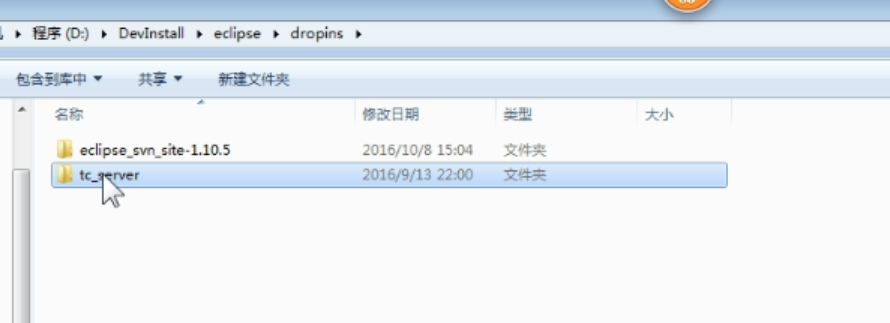 程序 (D:) ▸ DevInstall ▸ eclipse ▸ dropins ▸
包含到库中 ▼ 共享 ▼ 新建文件夹
名称 修改日期 类型 大小
eclipse_svn_site-1.10.5 2016/10/8 15:04 文件夹
tc_server 2016/9/13 22:00 文件夹